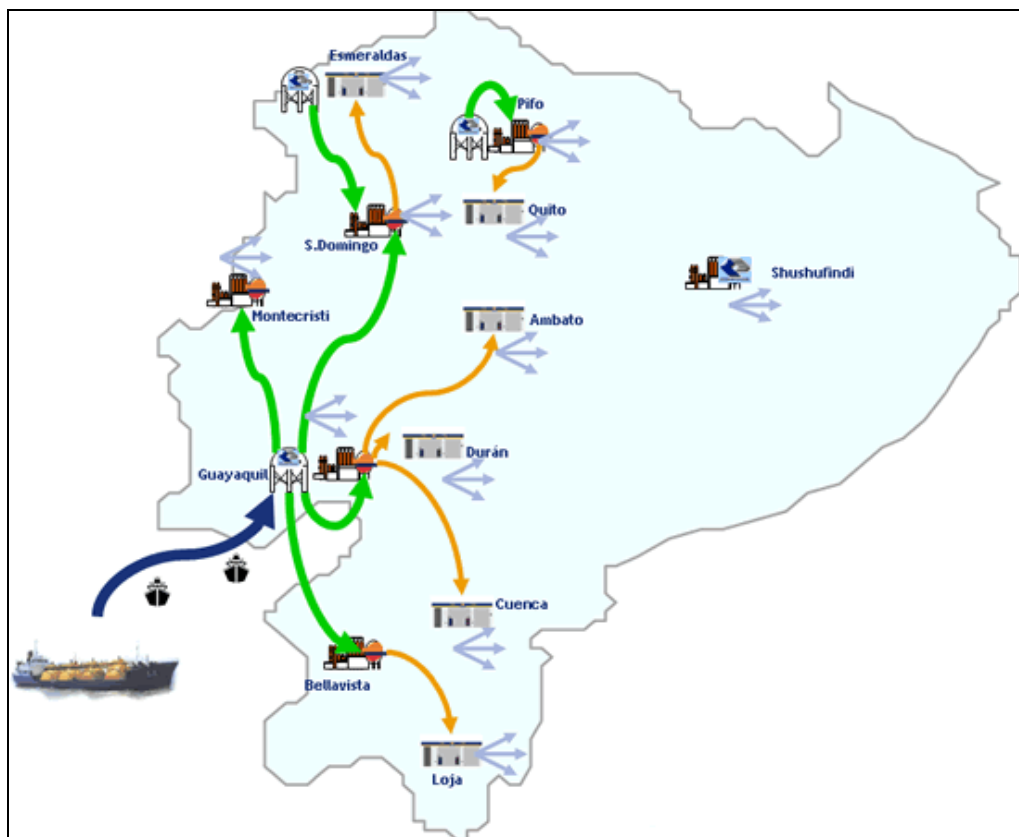 Esmeraldas
Pifo
Quito
S.Domingo
Shushufindi
Montecristi
Ambato
Durán
Guayaquil
Cuenca
Bellavista
Loja